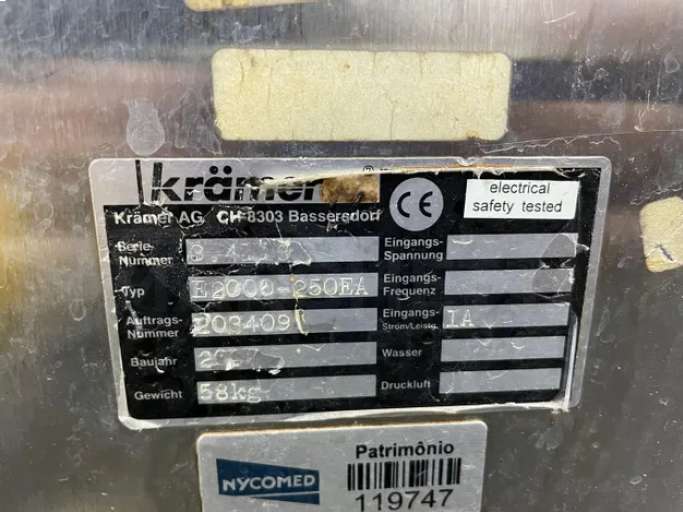 krämer
Krämer AG CH-8303 Bassersdorf
CE
electrical
safety tested
Serie-
Nummer
Eingangs-
Spannung
Typ E2000-250EA
Eingangs-
Frequenz
Auftrags-
Nummer
Eingangs-
Strom/Leistg. 1A
Baujahr
Wasser
Gewicht 58kg
Druckluft
Patrimônio
NYCOMED
119747